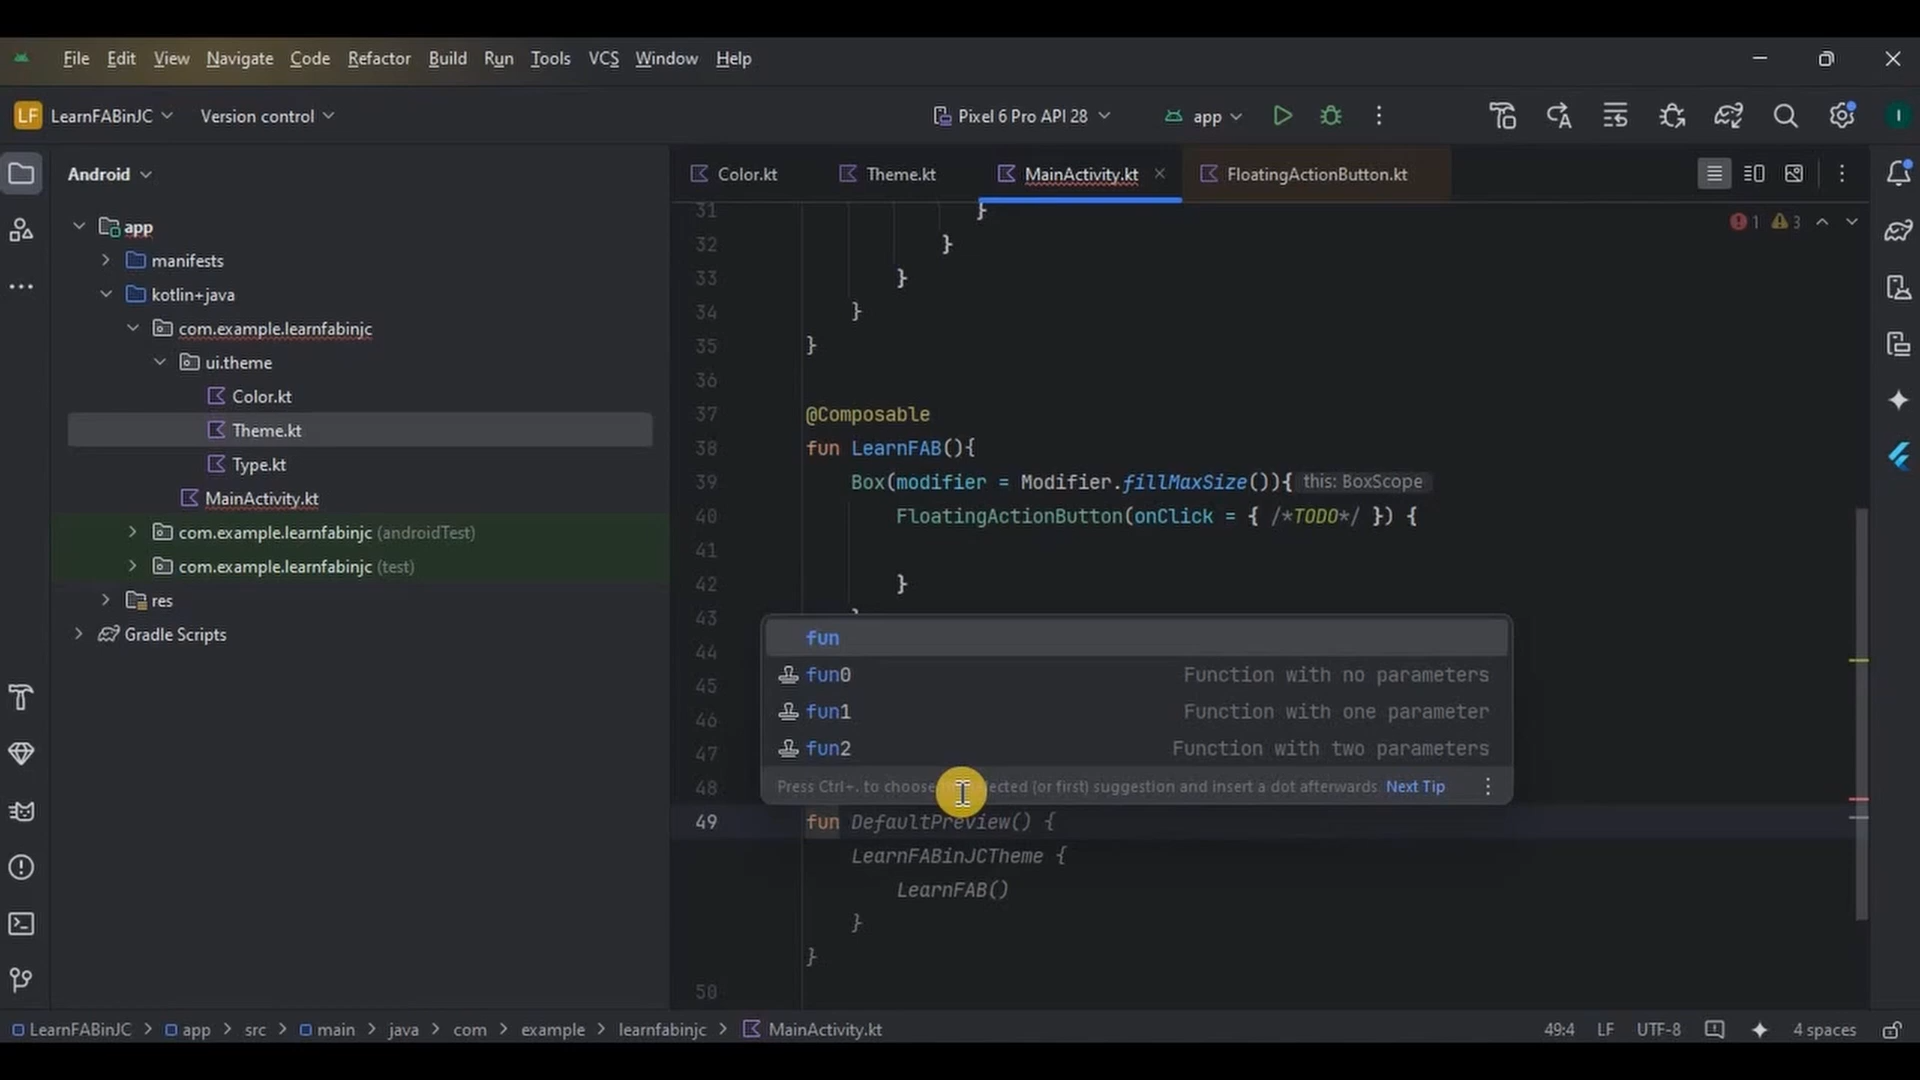 File Edit View Navigate Code Refactor Build Run Tools VCS Window Help
LF LearnFABinJC Version control Pixel 6 Pro API 28 app I
Android
app
manifests
kotlin+java
com.example.learnfabinjc
ui.theme
Color.kt
Theme.kt
Type.kt
MainActivity.kt
com.example.learnfabinjc (androidTest)
com.example.learnfabinjc (test)
res
Gradle Scripts
Color.kt Theme.kt MainActivity.kt FloatingActionButton.kt
1 3
31 }
32 }
33 }
34 }
35 }
36
37 @Composable
38 fun LearnFAB(){
39 Box(modifier = Modifier.fillMaxSize()){ this: BoxScope
40 FloatingActionButton(onClick = { /*TODO*/ }) {
41
42 }
43
44
45
46
47
48
fun
fun0 Function with no parameters
fun1 Function with one parameter
fun2 Function with two parameters
Press Ctrl+. to choose (or first) suggestion and insert a dot afterwards Next Tip
49 fun DefaultPreview() {
LearnFABinJCTheme {
LearnFAB()
}
}
50
LearnFABinJC > app > src > main > java > com > example > learnfabinjc > MainActivity.kt 49:4 LF UTF-8 4 spaces